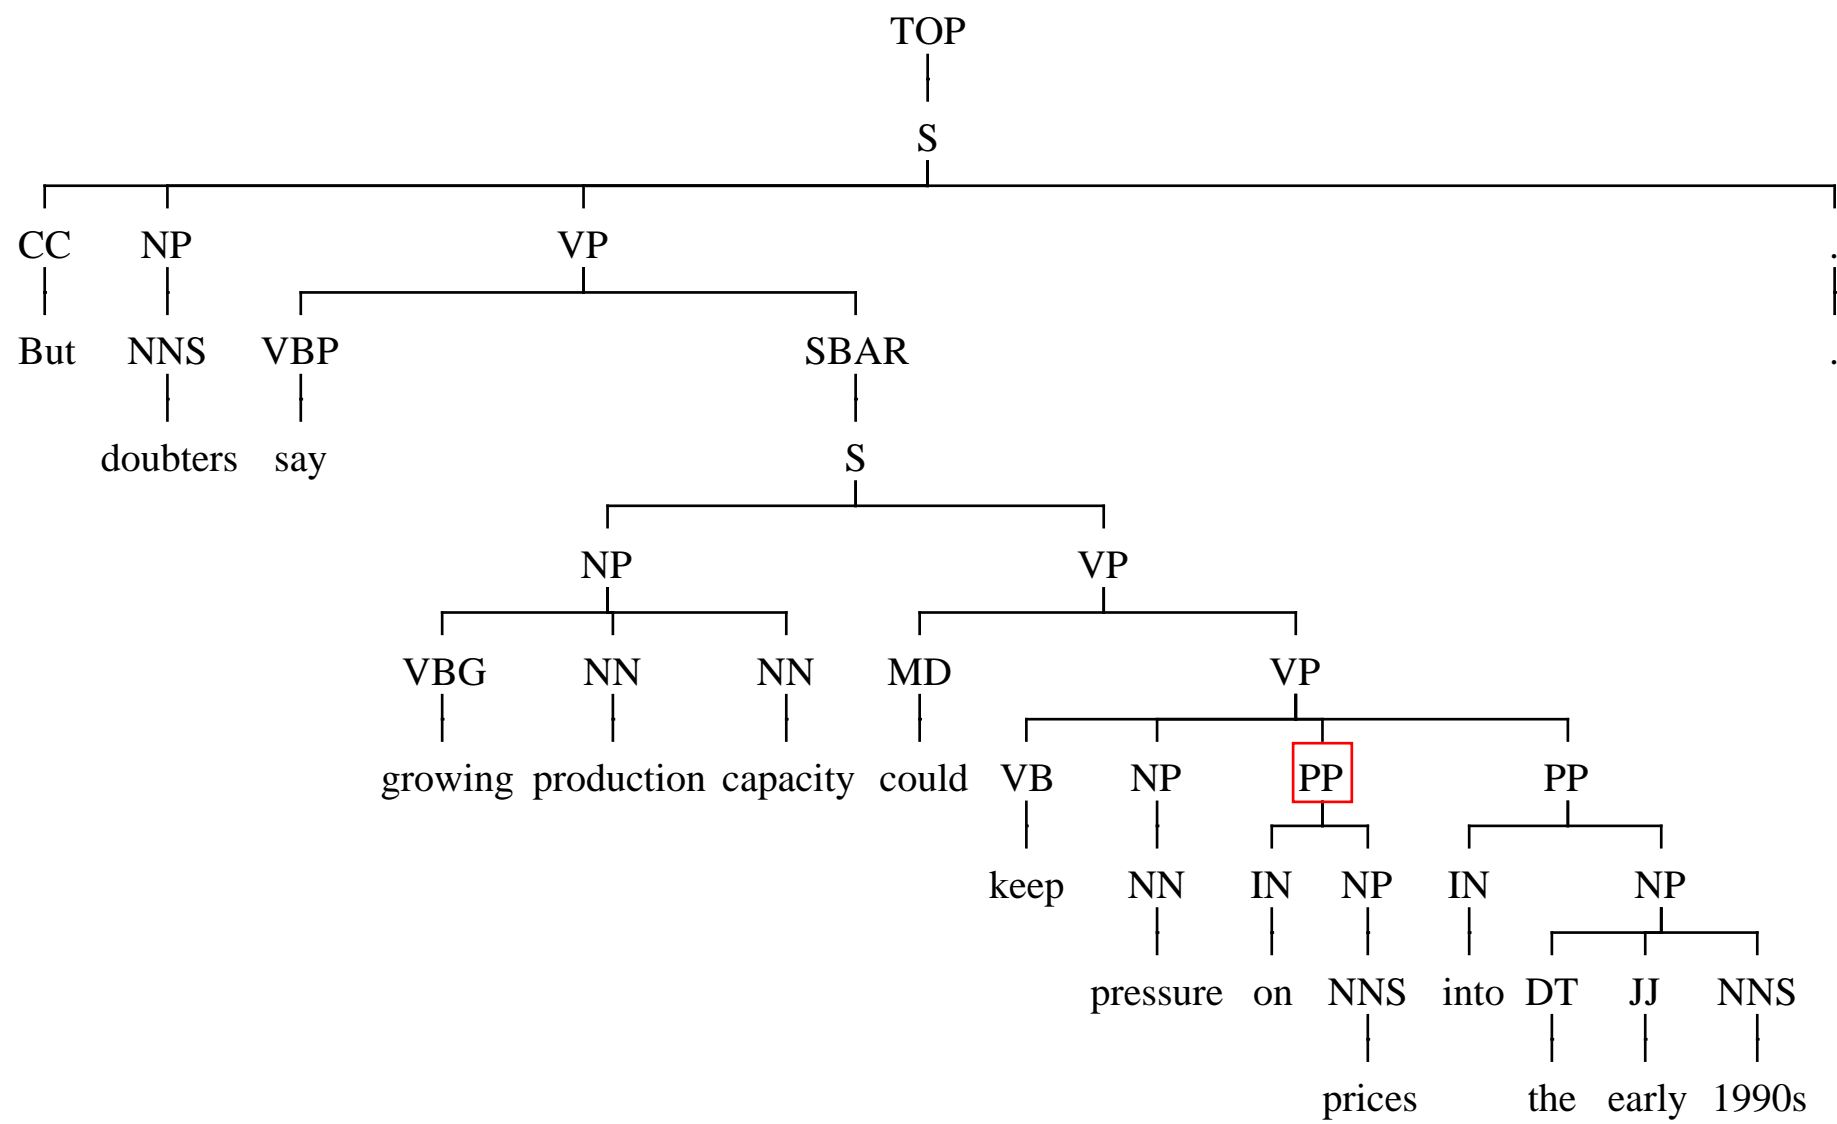 TOP
S
CC NP VP .
But NNS VBP SBAR .
doubters say S
NP VP
VBG NN NN MD VP
growing production capacity could VB NP PP PP
keep NN IN NP IN NP
pressure on NNS into DT JJ NNS
prices the early 1990s